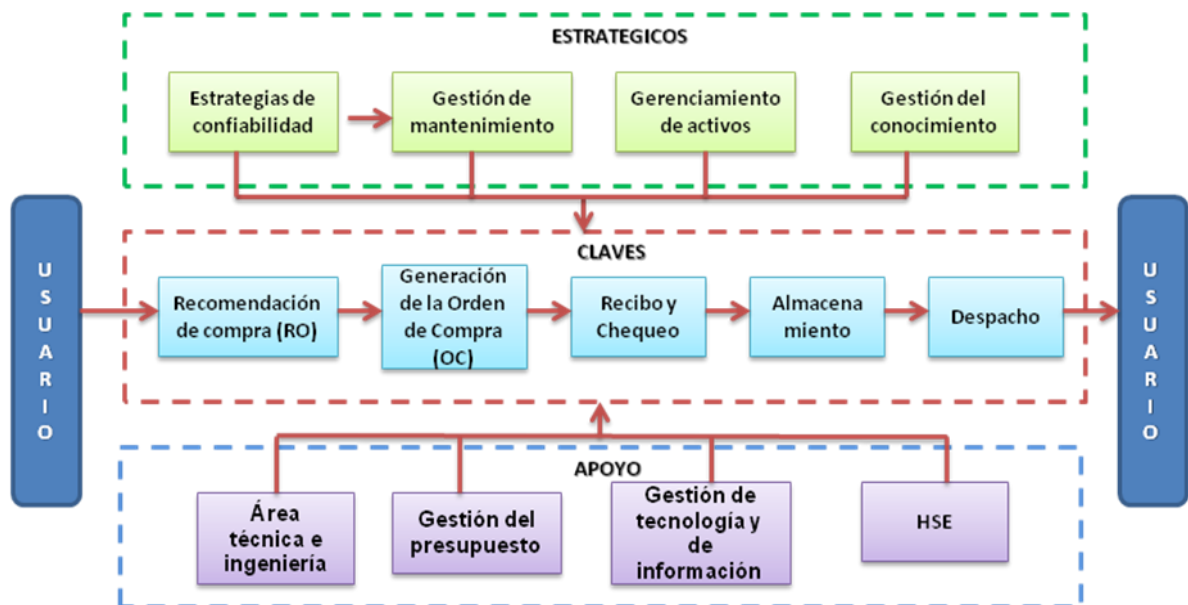 ESTRATEGICOS
Estrategias de
confiabilidad
Gestión de
mantenimiento
Gerenciamiento
de activos
Gestión del
conocimiento
USUARIO
CLAVES
Recomendación
de compra (RO)
Generación
de la Orden
de Compra
(OC)
Recibo y
Chequeo
Almacena
miento
Despacho
USUARIO
APOYO
Área
técnica e
ingeniería
Gestión del
presupuesto
Gestión de
tecnología y
de
información
HSE